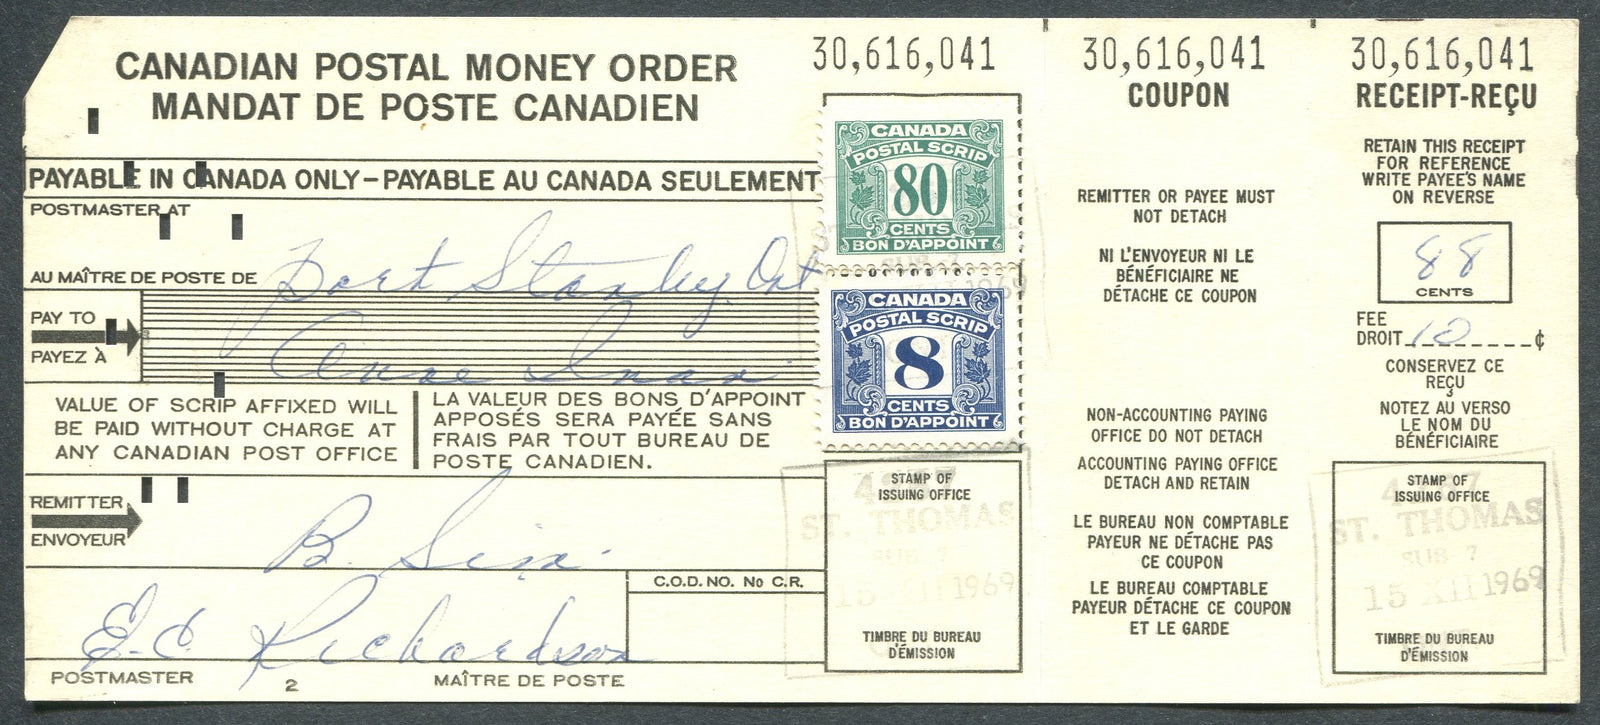 CANADIAN POSTAL MONEY ORDER
MANDAT DE POSTE CANADIEN
PAYABLE IN CANADA ONLY – PAYABLE AU CANADA SEULEMENT
POSTMASTER AT
AU MAÎTRE DE POSTE DE
Port Stanley Ont
PAY TO
PAYEZ À
VALUE OF SCRIP AFFIXED WILL
BE PAID WITHOUT CHARGE AT
ANY CANADIAN POST OFFICE
LA VALEUR DES BONS D'APPOINT
APPOSÉS SERA PAYÉE SANS
FRAIS PAR TOUT BUREAU DE
POSTE CANADIEN.
REMITTER
ENVOYEUR
B. Sim
C.O.D. NO. No C.R.
E.C. Richardson
POSTMASTER
2
MAÎTRE DE POSTE
30,616,041
CANADA
POSTAL SCRIP
80
CENTS
BON D'APPOINT
CANADA
POSTAL SCRIP
8
CENTS
BON D'APPOINT
STAMP OF
ISSUING OFFICE
ST. THOMAS
SUB 7
15 XII 1969
TIMBRE DU BUREAU
D'ÉMISSION
30,616,041
COUPON
REMITTER OR PAYEE MUST
NOT DETACH
NI L'ENVOYEUR NI LE
BÉNÉFICIAIRE NE
DÉTACHE CE COUPON
NON-ACCOUNTING PAYING
OFFICE DO NOT DETACH
ACCOUNTING PAYING OFFICE
DETACH AND RETAIN
LE BUREAU NON COMPTABLE
PAYEUR NE DÉTACHE PAS
CE COUPON
LE BUREAU COMPTABLE
PAYEUR DÉTACHE CE COUPON
ET LE GARDE
30,616,041
RECEIPT-REÇU
RETAIN THIS RECEIPT
FOR REFERENCE
WRITE PAYEE'S NAME
ON REVERSE
88
CENTS
FEE
DROIT 10 ¢
CONSERVEZ CE
REÇU
NOTEZ AU VERSO
LE NOM DU
BÉNÉFICIAIRE
STAMP OF
ISSUING OFFICE
ST. THOMAS
SUB 7
15 XII 1969
TIMBRE DU BUREAU
D'ÉMISSION